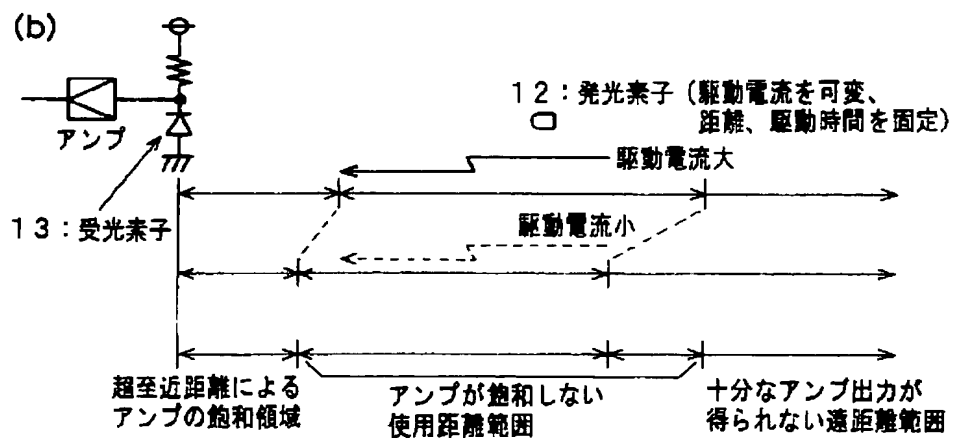 (b)
12：発光素子（駆動電流を可変、
距離、駆動時間を固定）
アンプ
駆動電流大
13：受光素子
駆動電流小
超至近距離による
アンプの飽和領域
アンプが飽和しない
使用距離範囲
十分なアンプ出力が
得られない遠距離範囲